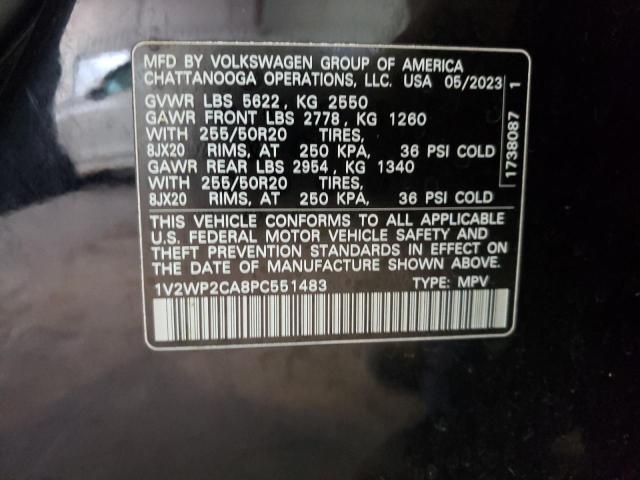 MFD BY VOLKSWAGEN GROUP OF AMERICA
CHATTANOOGA OPERATIONS, LLC. USA 05/2023
GVWR LBS 5622, KG 2550
GAWR FRONT LBS 2778, KG 1260
WITH 255/50R20 TIRES,
8JX20 RIMS, AT 250 KPA, 36 PSI COLD
GAWR REAR LBS 2954, KG 1340
WITH 255/50R20 TIRES,
8JX20 RIMS, AT 250 KPA, 36 PSI COLD
THIS VEHICLE CONFORMS TO ALL APPLICABLE
U.S. FEDERAL MOTOR VEHICLE SAFETY AND
THEFT PREVENTION STANDARDS IN EFFECT ON
THE DATE OF MANUFACTURE SHOWN ABOVE.
1V2WP2CA8PC551483 TYPE: MPV
1738087 1